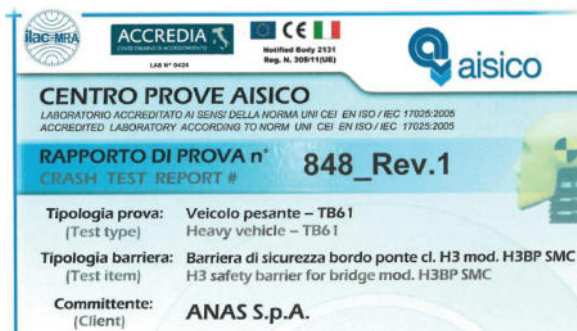 ilac-MRA
ACCREDIA
L'ENTE ITALIANO DI ACCREDITAMENTO
LAB N° 0424
CE
Notified Body 2131
Reg. N. 305/11(UE)
aisico
CENTRO PROVE AISICO
LABORATORIO ACCREDITATO AI SENSI DELLA NORMA UNI CEI EN ISO / IEC 17025:2005
ACCREDITED LABORATORY ACCORDING TO NORM UNI CEI EN ISO / IEC 17025:2005
RAPPORTO DI PROVA n° 848_Rev.1
CRASH TEST REPORT #
Tipologia prova: Veicolo pesante – TB61
(Test type) Heavy vehicle – TB61
Tipologia barriera: Barriera di sicurezza bordo ponte cl. H3 mod. H3BP SMC
(Test item) H3 safety barrier for bridge mod. H3BP SMC
Committente: ANAS S.p.A.
(Client)